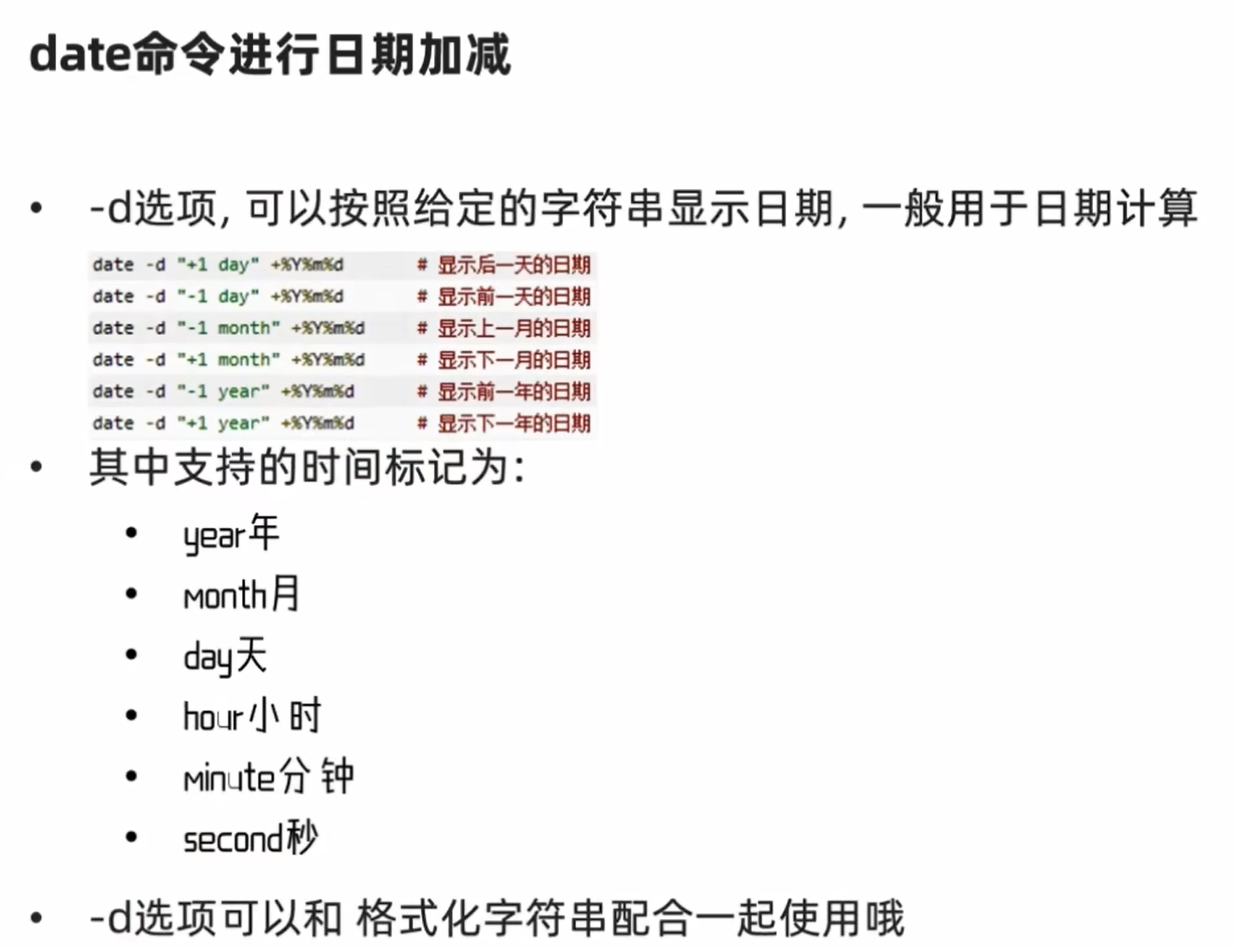 date命令进行日期加减
• -d选项, 可以按照给定的字符串显示日期, 一般用于日期计算
date -d "+1 day" +%Y%m%d # 显示后一天的日期
date -d "-1 day" +%Y%m%d # 显示前一天的日期
date -d "-1 month" +%Y%m%d # 显示上一月的日期
date -d "+1 month" +%Y%m%d # 显示下一月的日期
date -d "-1 year" +%Y%m%d # 显示前一年的日期
date -d "+1 year" +%Y%m%d # 显示下一年的日期
• 其中支持的时间标记为:
• year年
• month月
• day天
• hour小时
• minute分钟
• second秒
• -d选项可以和 格式化字符串配合一起使用哦